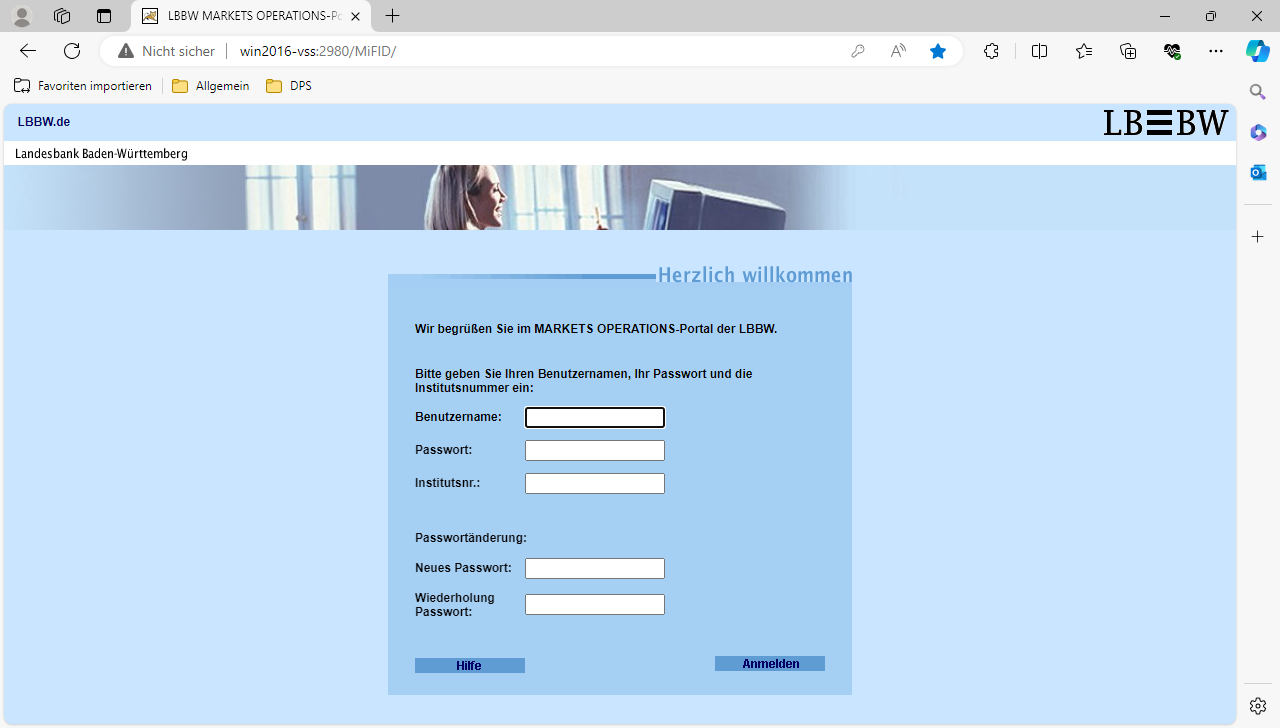 LBBW MARKETS OPERATIONS-Po
Nicht sicher
win2016-vss:2980/MiFID/
Favoriten importieren
Allgemein
DPS
LBBW.de
LBBW
Landesbank Baden-Württemberg
Herzlich willkommen
Wir begrüßen Sie im MARKETS OPERATIONS-Portal der LBBW.
Bitte geben Sie Ihren Benutzernamen, Ihr Passwort und die
Institutsnummer ein:
Benutzername:
Passwort:
Institutsnr.:
Passwortänderung:
Neues Passwort:
Wiederholung
Passwort:
Hilfe
Anmelden